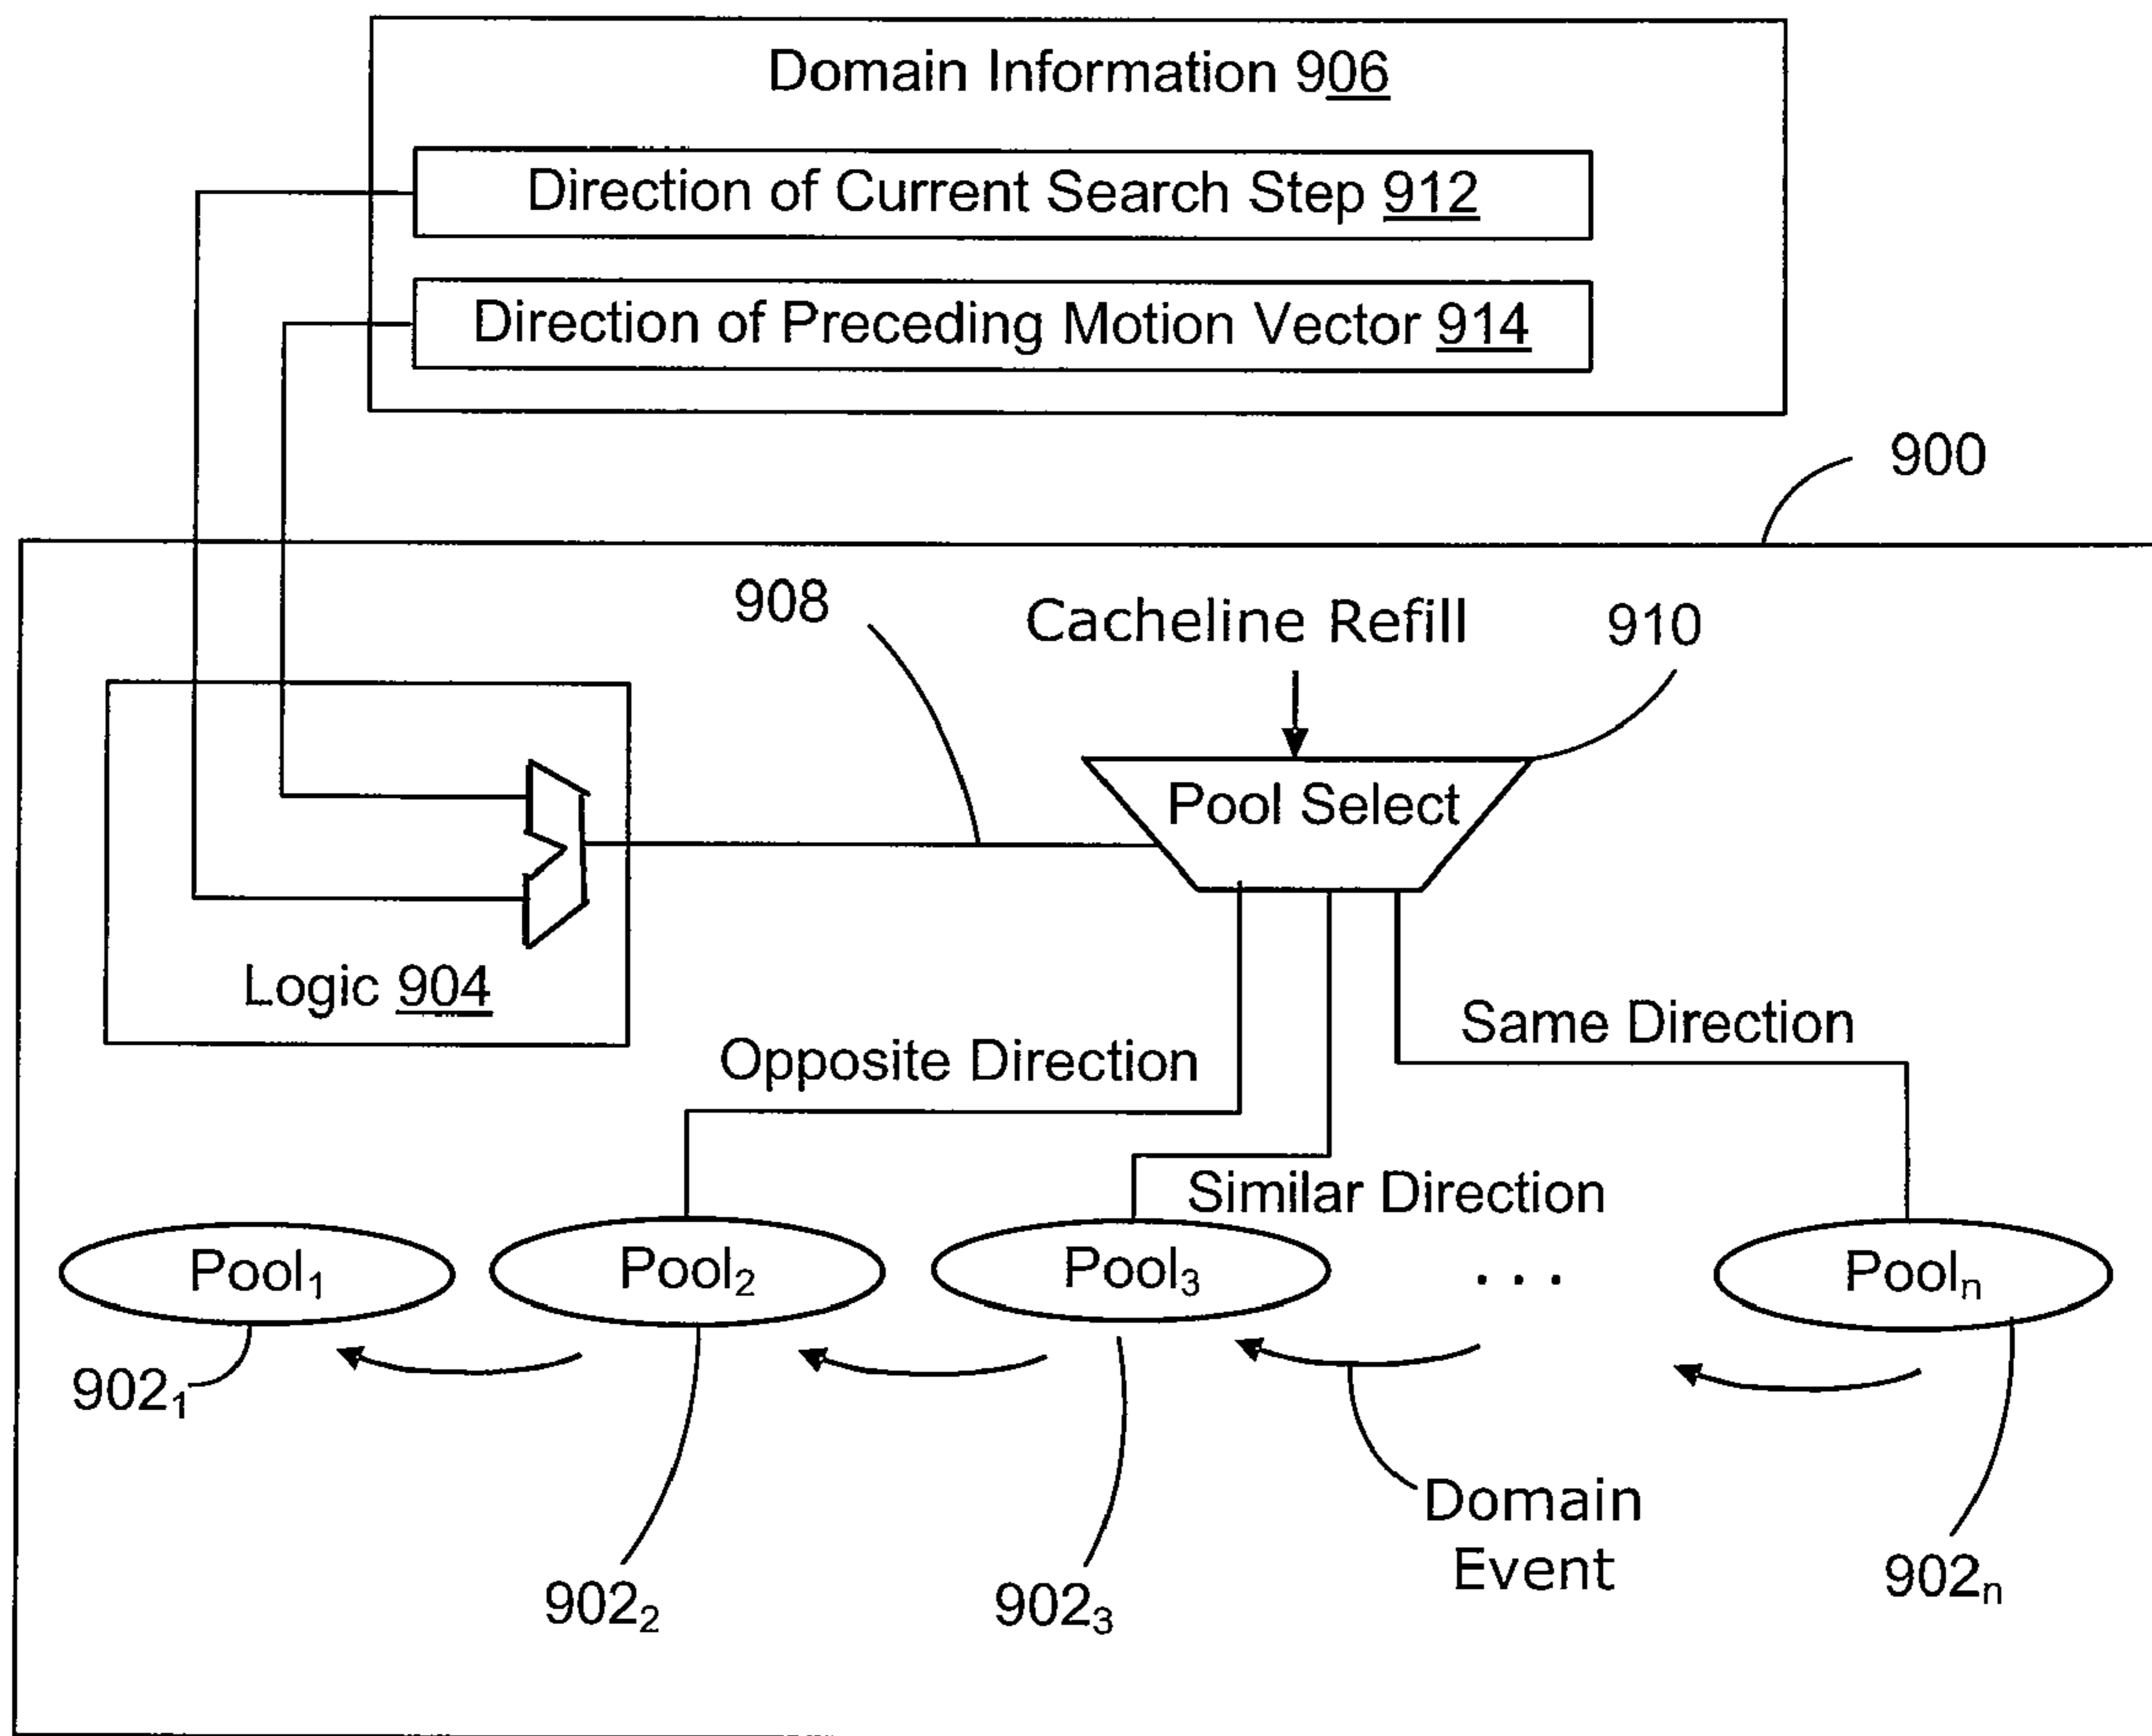 Domain Information 906
Direction of Current Search Step 912
Direction of Preceding Motion Vector 914
900
908
Cacheline Refill
910
Pool Select
Logic 904
Opposite Direction
Same Direction
Similar Direction
Pool₁
Pool₂
Pool₃
. . .
Poolₙ
902₁
Domain
Event
902₂
902₃
902ₙ